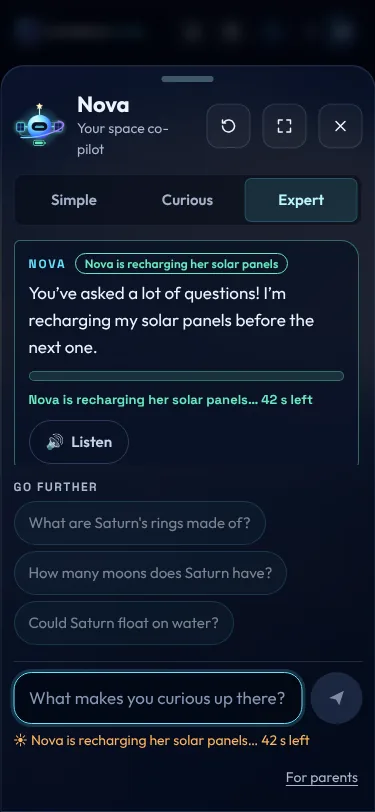 Nova
Your space co-
pilot
Simple
Curious
Expert
NOVA
Nova is recharging her solar panels
You've asked a lot of questions! I'm
recharging my solar panels before the
next one.
Nova is recharging her solar panels... 42 s left
🔊 Listen
GO FURTHER
What are Saturn's rings made of?
How many moons does Saturn have?
Could Saturn float on water?
What makes you curious up there?
☀ Nova is recharging her solar panels... 42 s left
For parents